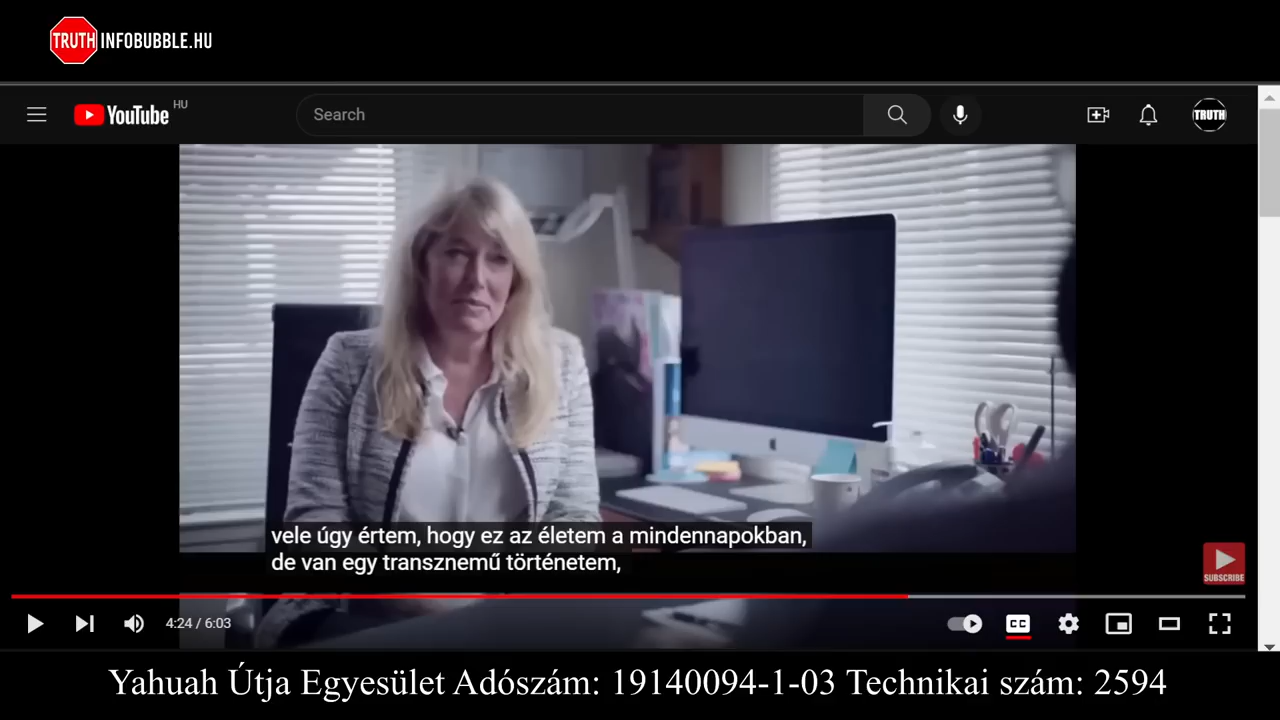 TRUTH INFOBUBBLE.HU
YouTube HU
Search
TRUTH
vele úgy értem, hogy ez az életem a mindennapokban,
de van egy transznemű történetem,
SUBSCRIBE
4:24 / 6:03
CC
Yahuah Útja Egyesület Adószám: 19140094-1-03 Technikai szám: 2594